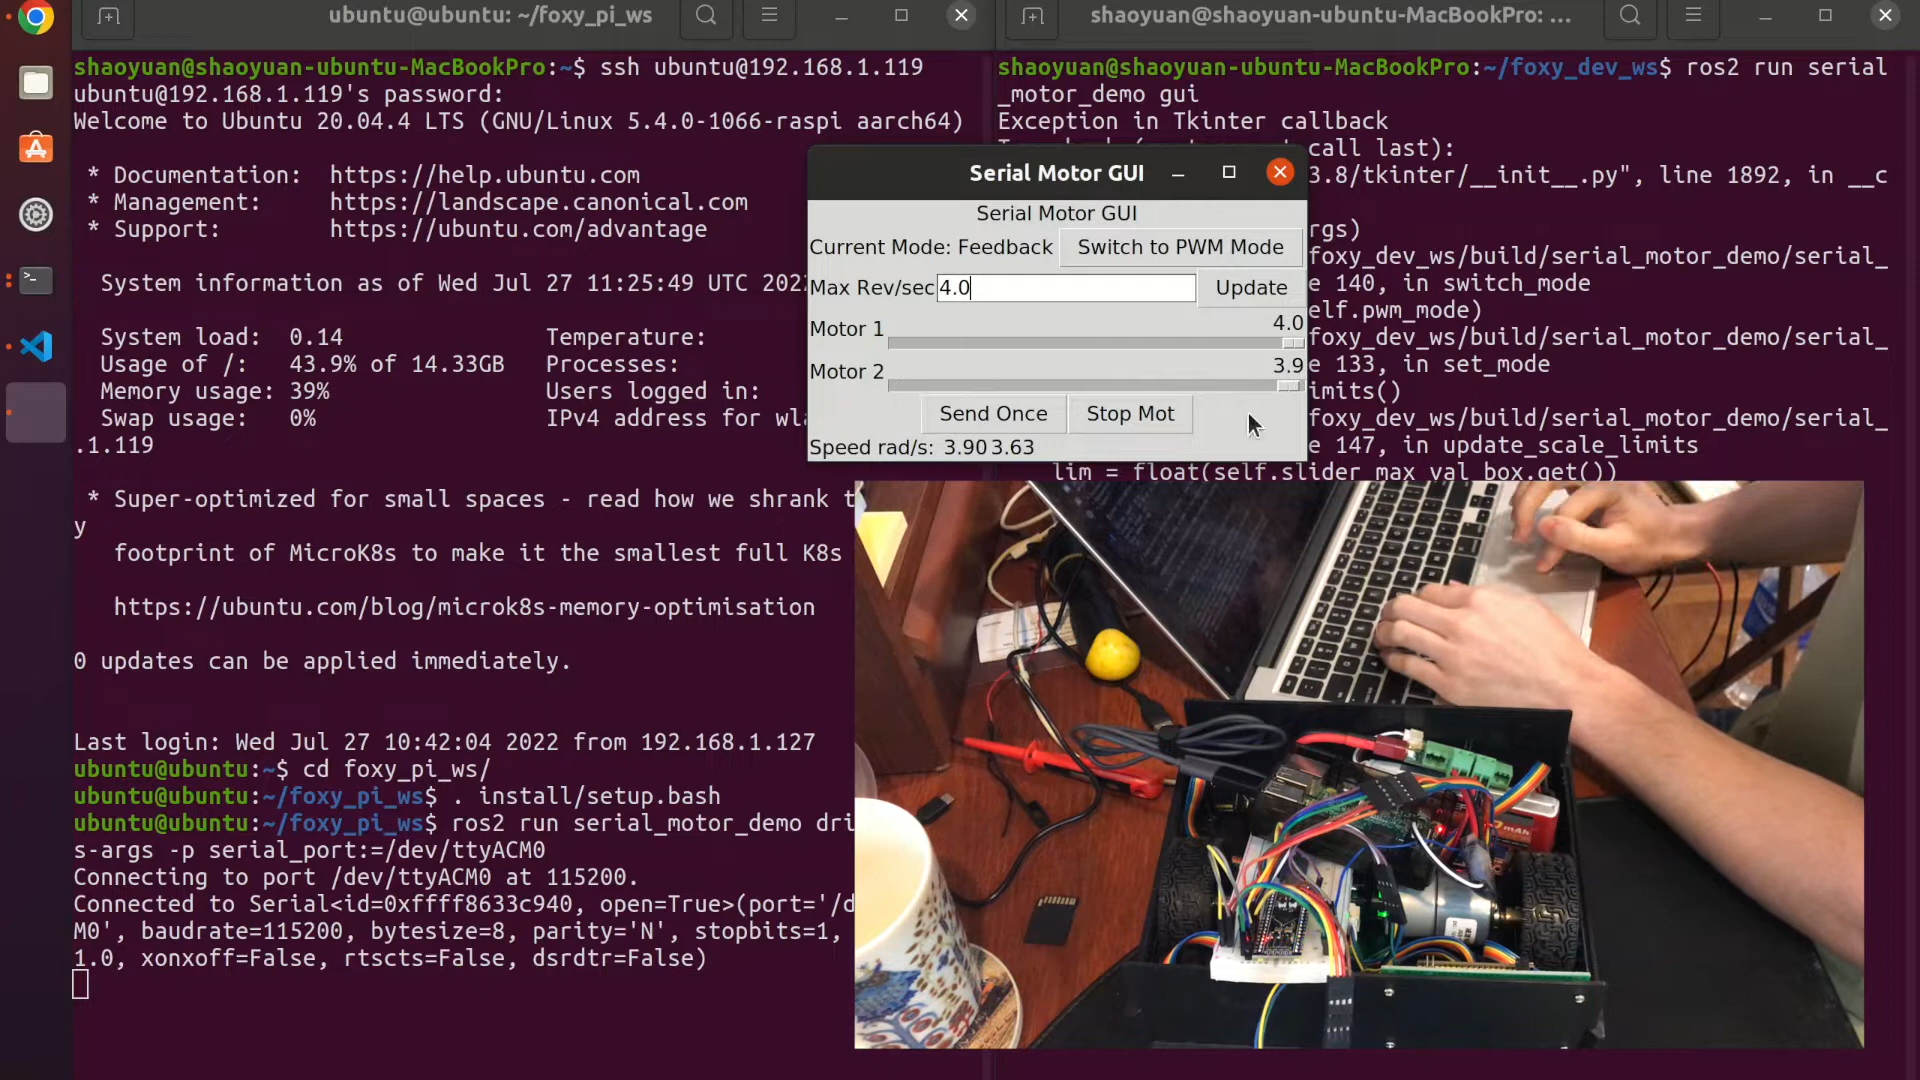 ubuntu@ubuntu: ~/foxy_pi_ws
shaoyuan@shaoyuan-ubuntu-MacBookPro:~$ ssh ubuntu@192.168.1.119
ubuntu@192.168.1.119's password:
Welcome to Ubuntu 20.04.4 LTS (GNU/Linux 5.4.0-1066-raspi aarch64)
* Documentation: https://help.ubuntu.com
* Management: https://landscape.canonical.com
* Support: https://ubuntu.com/advantage
System information as of Wed Jul 27 11:25:49 UTC 202
System load: 0.14 Temperature:
Usage of /: 43.9% of 14.33GB Processes:
Memory usage: 39% Users logged in:
Swap usage: 0% IPv4 address for wl
.1.119
* Super-optimized for small spaces - read how we shrank t
y
footprint of MicroK8s to make it the smallest full K8s
https://ubuntu.com/blog/microk8s-memory-optimisation
0 updates can be applied immediately.
Last login: Wed Jul 27 10:42:04 2022 from 192.168.1.127
ubuntu@ubuntu:~$ cd foxy_pi_ws/
ubuntu@ubuntu:~/foxy_pi_ws$ . install/setup.bash
ubuntu@ubuntu:~/foxy_pi_ws$ ros2 run serial_motor_demo dri
s-args -p serial_port:=/dev/ttyACM0
Connecting to port /dev/ttyACM0 at 115200.
Connected to Serial<id=0xffff8633c940, open=True>(port='/d
M0', baudrate=115200, bytesize=8, parity='N', stopbits=1,
1.0, xonxoff=False, rtscts=False, dsrdtr=False)
shaoyuan@shaoyuan-ubuntu-MacBookPro: ...
shaoyuan@shaoyuan-ubuntu-MacBookPro:~/foxy_dev_ws$ ros2 run serial
_motor_demo gui
Exception in Tkinter callback
call last):
3.8/tkinter/__init__.py", line 1892, in __c
rgs)
foxy_dev_ws/build/serial_motor_demo/serial_
e 140, in switch_mode
elf.pwm_mode)
foxy_dev_ws/build/serial_motor_demo/serial_
e 133, in set_mode
imits()
foxy_dev_ws/build/serial_motor_demo/serial_
e 147, in update_scale_limits
lim = float(self.slider_max_val_box.get())
Serial Motor GUI
Serial Motor GUI
Current Mode: Feedback Switch to PWM Mode
Max Rev/sec 4.0 Update
4.0
Motor 1
3.9
Motor 2
Send Once Stop Mot
Speed rad/s: 3.90 3.63
mAh